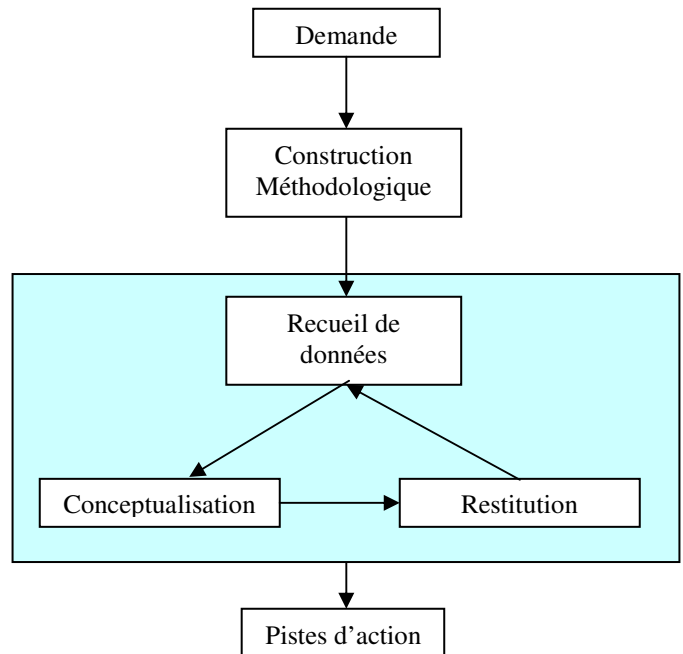 Demande
Construction
Méthodologique
Recueil de
données
Conceptualisation
Restitution
Pistes d’action